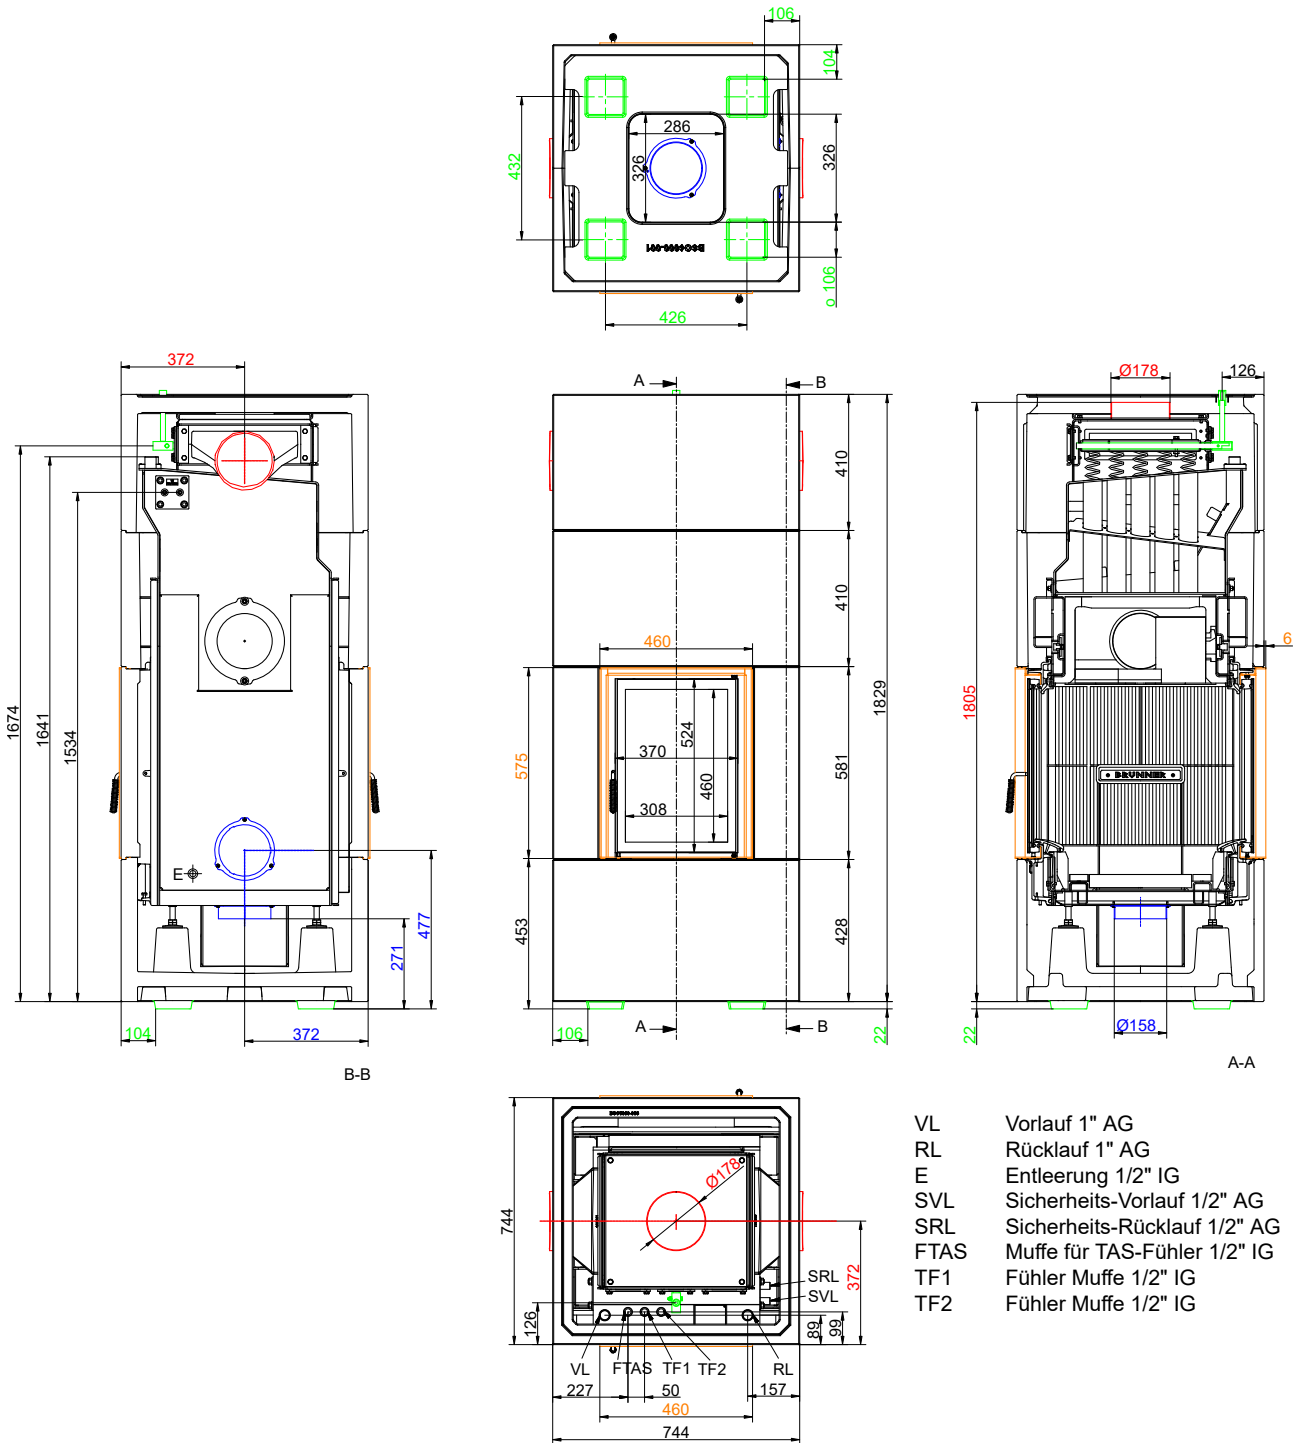 106
104
432
286
326
326
BSO4000-001
o 106
426
372
A
B
Ø178
126
410
410
460
6
1674
1641
1534
1829
1805
575
524
370
460
308
581
BRUNNER
E
453
428
477
271
104
372
106
A
B
22
22
Ø158
B-B
A-A
Ø178
744
372
SRL
SVL
126
89
99
VL
FTAS
TF1
TF2
RL
227
50
157
460
744
VL Vorlauf 1" AG
RL Rücklauf 1" AG
E Entleerung 1/2" IG
SVL Sicherheits-Vorlauf 1/2" AG
SRL Sicherheits-Rücklauf 1/2" AG
FTAS Muffe für TAS-Fühler 1/2" IG
TF1 Fühler Muffe 1/2" IG
TF2 Fühler Muffe 1/2" IG